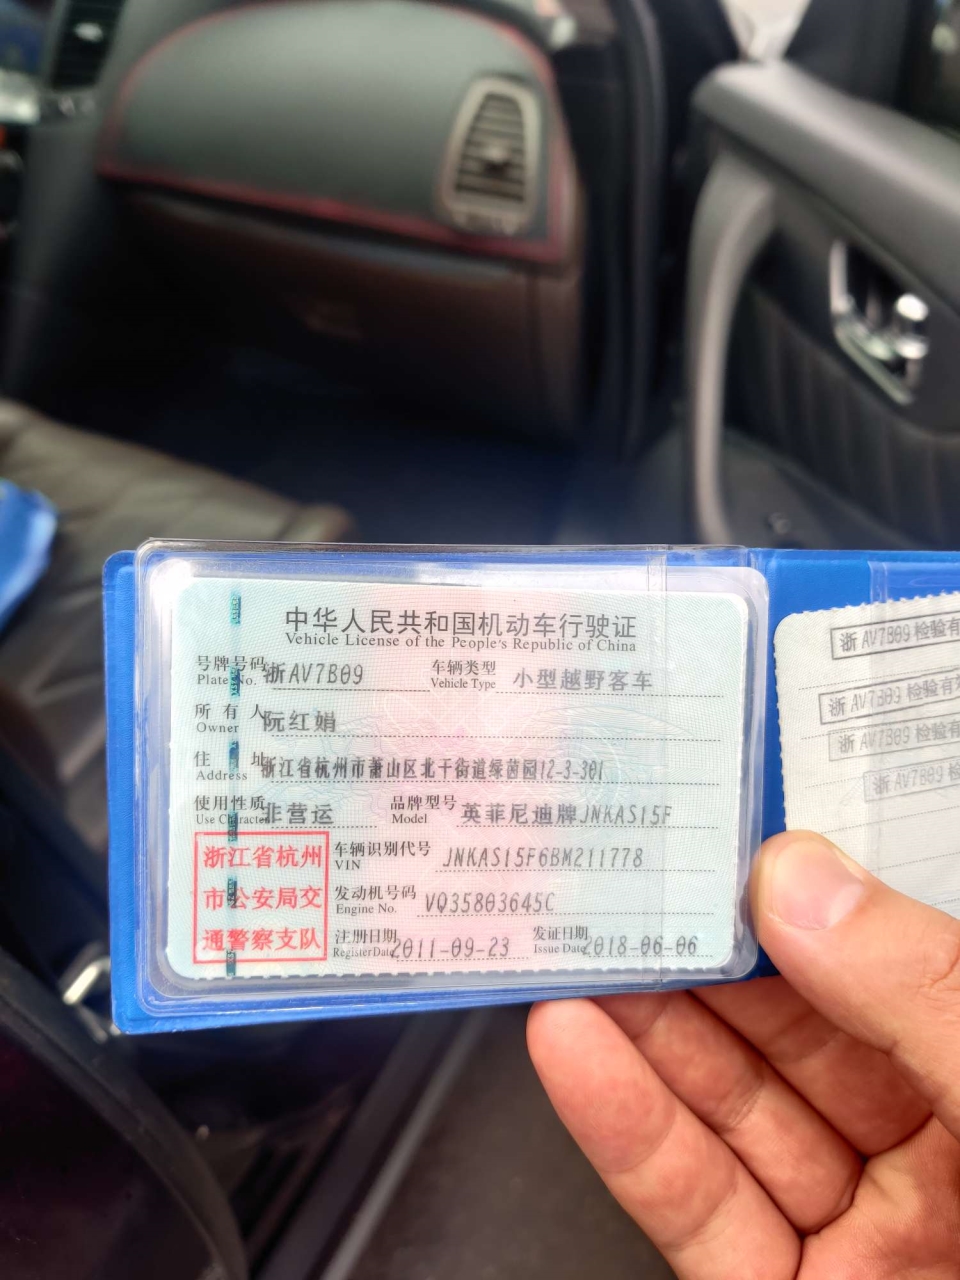 中华人民共和国机动车行驶证
Vehicle License of the People's Republic of China
号牌号码 浙AV7B09 车辆类型 小型越野客车
Plate No. Vehicle Type
所有人 阮红娟
Owner
住址 浙江省杭州市萧山区北干街道绿茵园12-3-301
Address
使用性质 非营运 品牌型号 英菲尼迪牌JNKAS15F
Use Character Model
浙江省杭州
市公安局交
通警察支队
车辆识别代号 JNKAS15F6BM211778
VIN
发动机号码 VQ35803645C
Engine No.
注册日期 2011-09-23 发证日期 2018-06-06
Register Date Issue Date
浙AV7B09 检验有
浙AV7B09 检验有效
浙AV7B09 检验有
浙AV7B09 检验